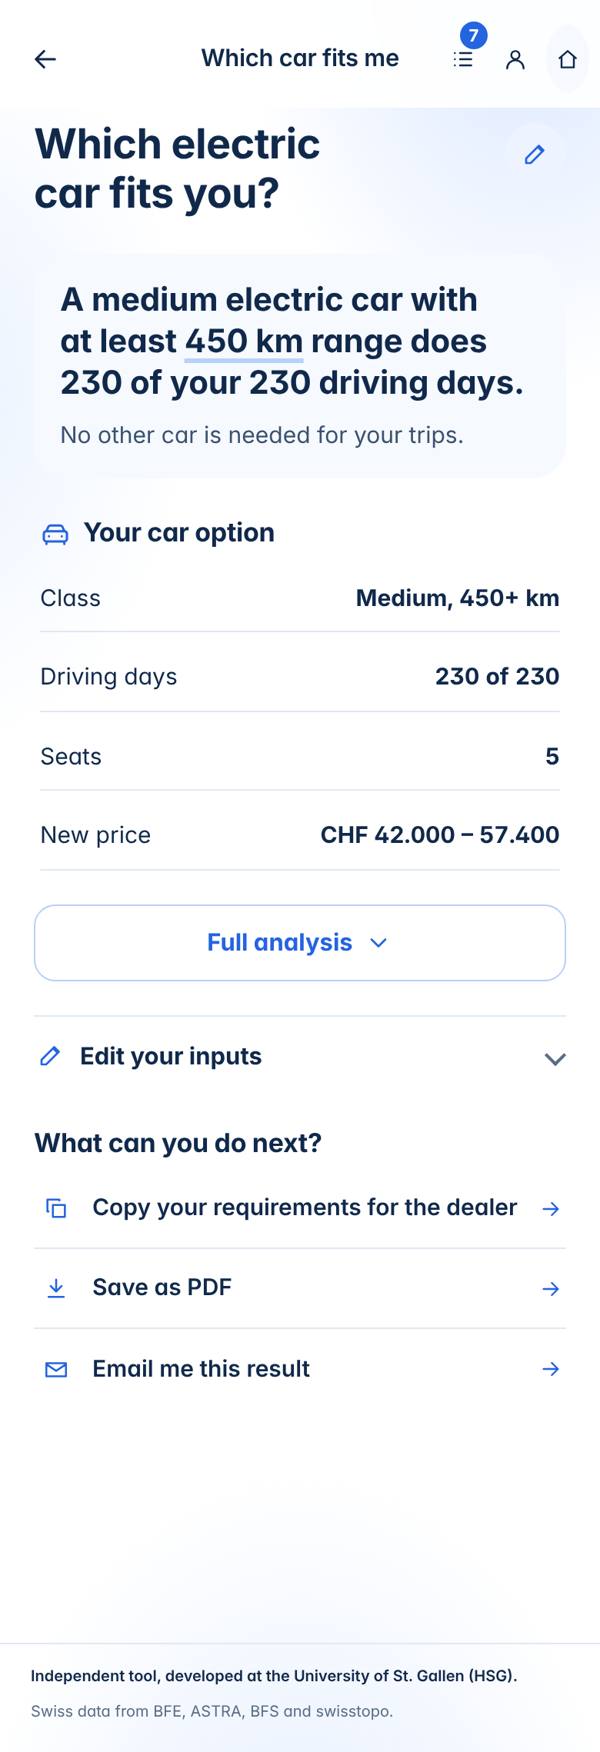 Which car fits me
7
Which electric
car fits you?
A medium electric car with
at least 450 km range does
230 of your 230 driving days.
No other car is needed for your trips.
Your car option
Class Medium, 450+ km
Driving days 230 of 230
Seats 5
New price CHF 42.000 – 57.400
Full analysis
Edit your inputs
What can you do next?
Copy your requirements for the dealer
Save as PDF
Email me this result
Independent tool, developed at the University of St. Gallen (HSG).
Swiss data from BFE, ASTRA, BFS and swisstopo.